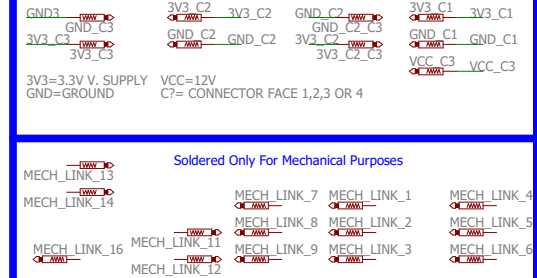 GND3 3V3_C2 3V3_C2 GND_C2 3V3_C1 3V3_C1
GND_C3 GND_C2_C3
3V3_C3 GND_C2 GND_C2 3V3_C2 GND_C1 GND_C1
3V3_C3 3V3_C2_C3
VCC_C3 VCC_C3
3V3=3.3V V. SUPPLY VCC=12V
GND=GROUND C?= CONNECTOR FACE 1,2,3 OR 4
Soldered Only For Mechanical Purposes
MECH_LINK_13
MECH_LINK_14
MECH_LINK_7 MECH_LINK_1 MECH_LINK_4
MECH_LINK_8 MECH_LINK_2 MECH_LINK_5
MECH_LINK_11
MECH_LINK_16 MECH_LINK_9 MECH_LINK_3 MECH_LINK_6
MECH_LINK_12